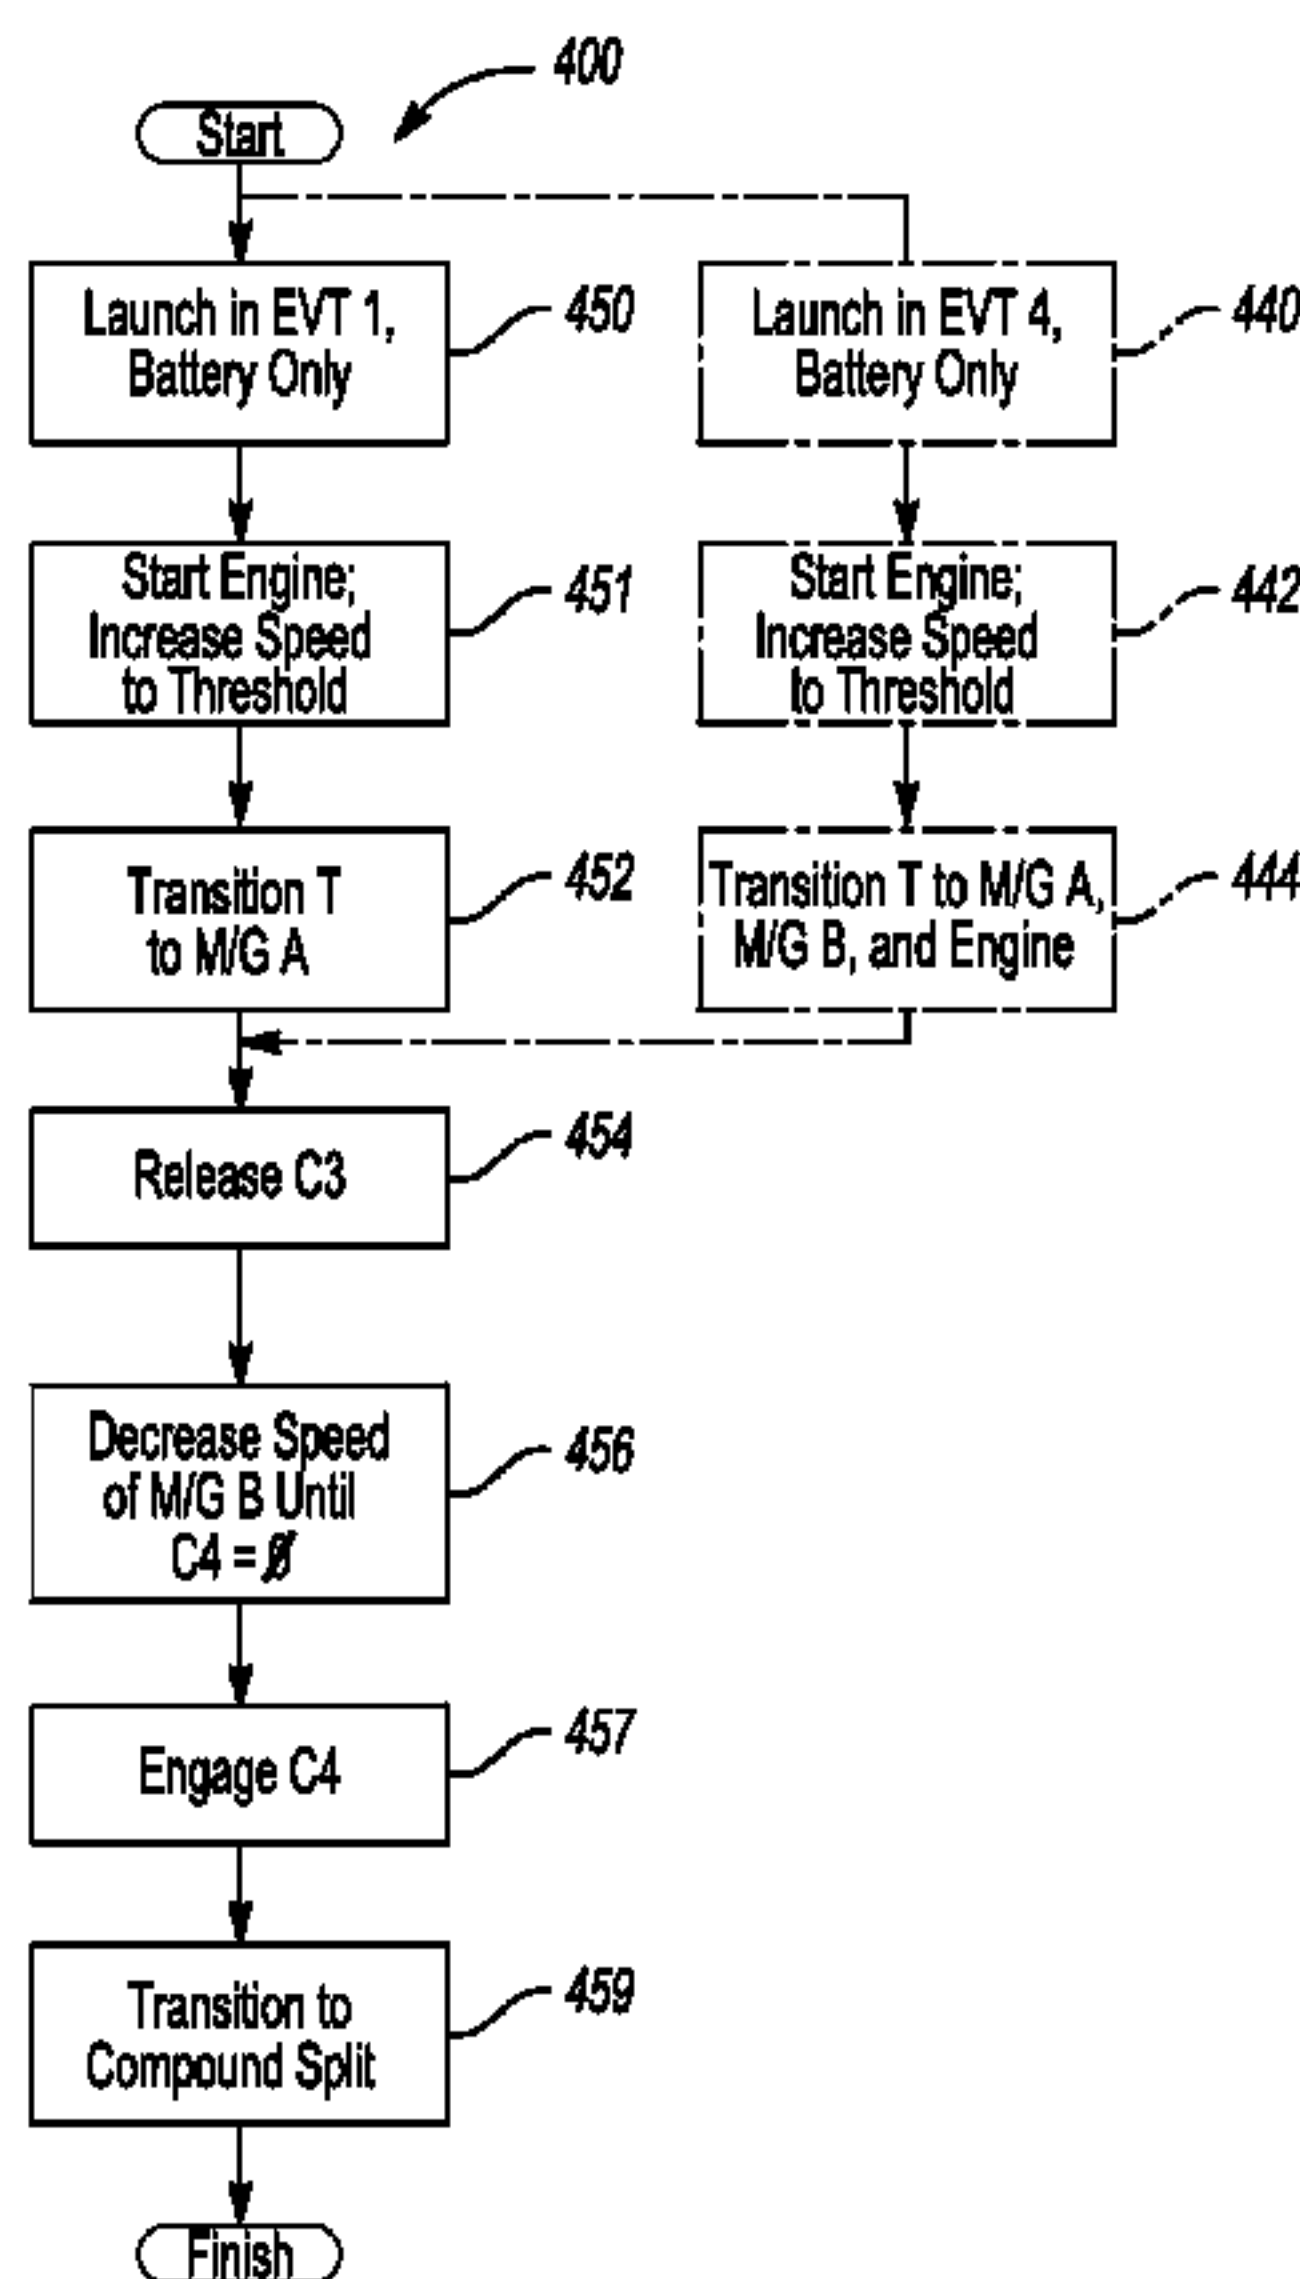 400
Start
Launch in EVT 1,
Battery Only
450
Launch in EVT 4,
Battery Only
440
Start Engine;
Increase Speed
to Threshold
451
Start Engine;
Increase Speed
to Threshold
442
Transition T
to M/G A
452
Transition T to M/G A,
M/G B, and Engine
444
Release C3
454
Decrease Speed
of M/G B Until
C4 = Ø
456
Engage C4
457
Transition to
Compound Split
459
Finish